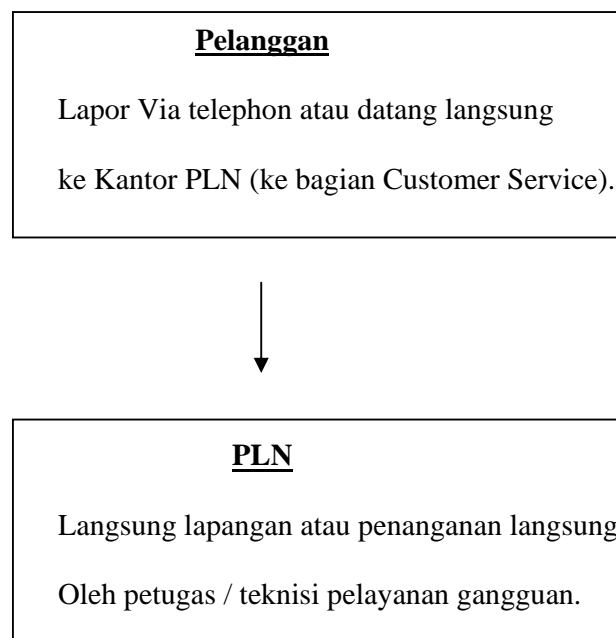 Pelanggan
Lapor Via telephon atau datang langsung
ke Kantor PLN (ke bagian Customer Service).
PLN
Langsung lapangan atau penanganan langsung
Oleh petugas / teknisi pelayanan gangguan.